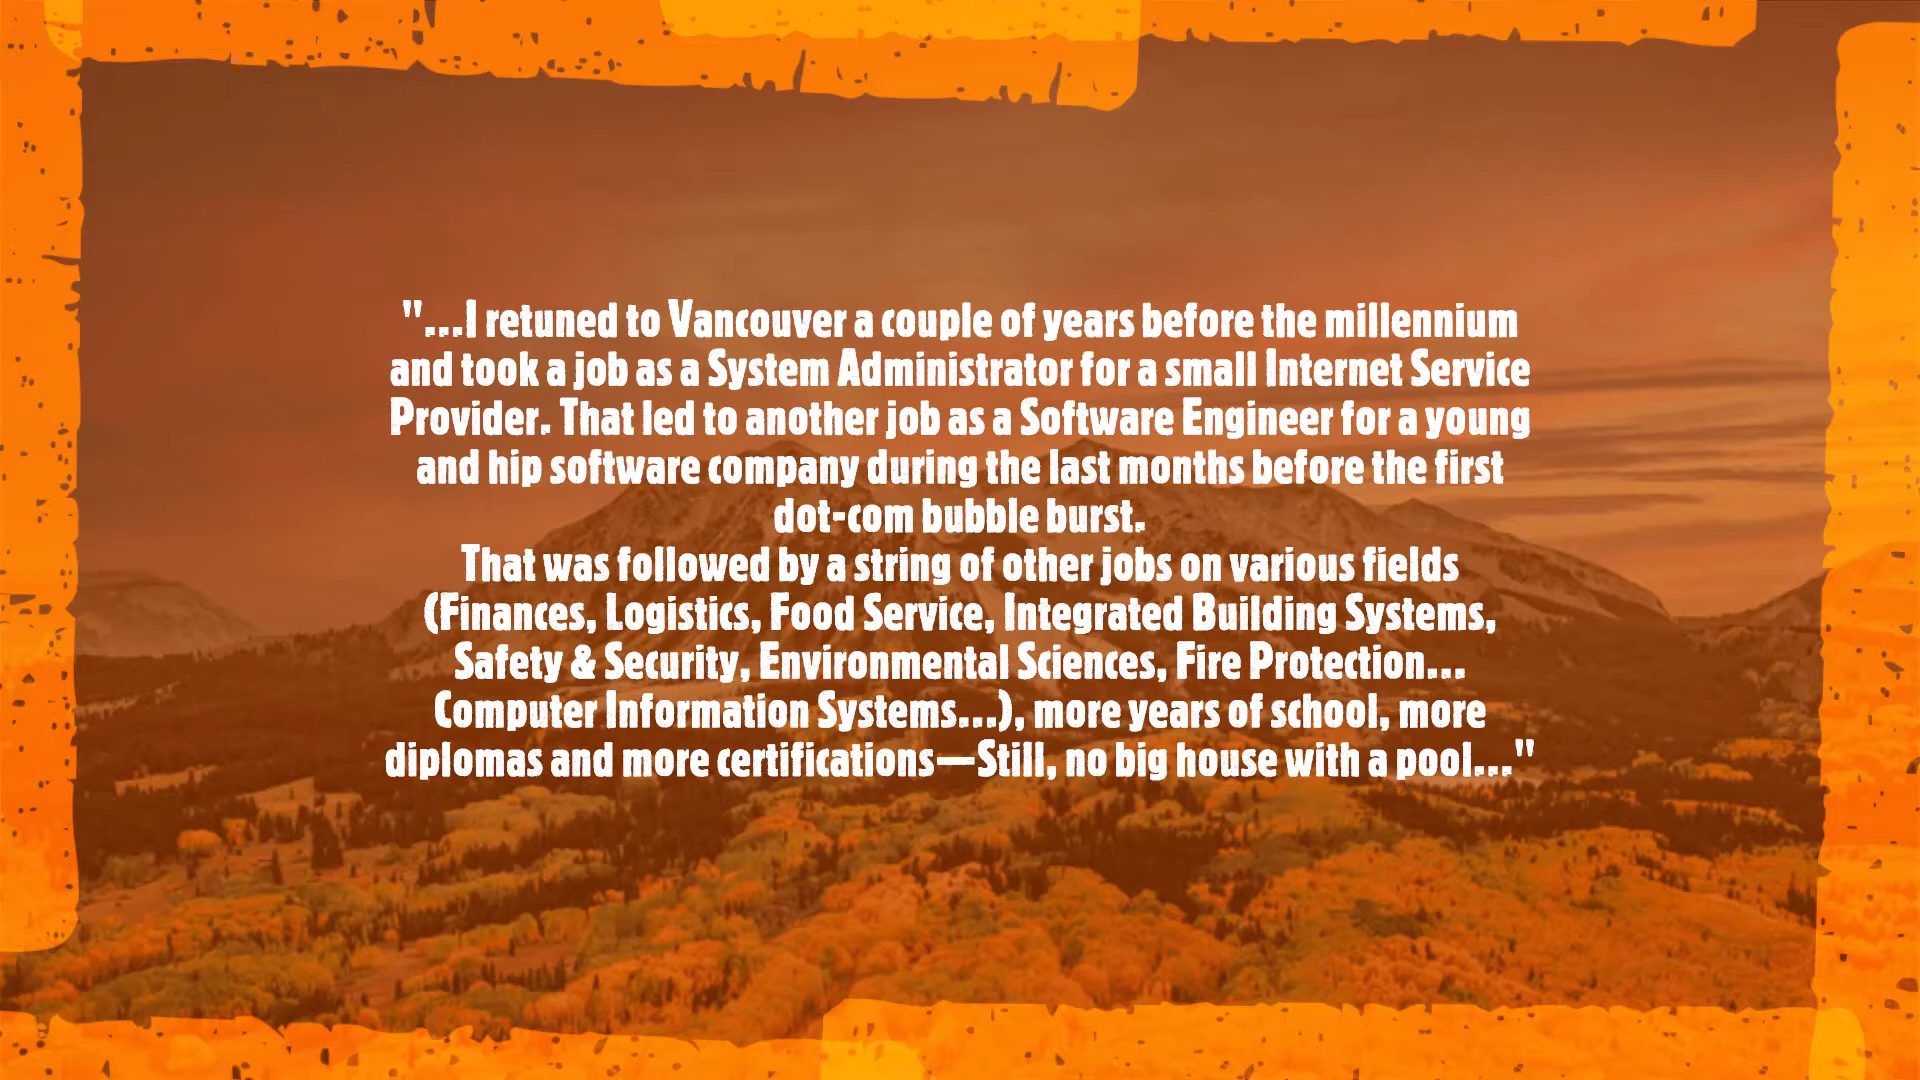 "...I retuned to Vancouver a couple of years before the millennium
and took a job as a System Administrator for a small Internet Service
Provider. That led to another job as a Software Engineer for a young
and hip software company during the last months before the first
dot-com bubble burst.
That was followed by a string of other jobs on various fields
(Finances, Logistics, Food Service, Integrated Building Systems,
Safety & Security, Environmental Sciences, Fire Protection...
Computer Information Systems...), more years of school, more
diplomas and more certifications—Still, no big house with a pool..."